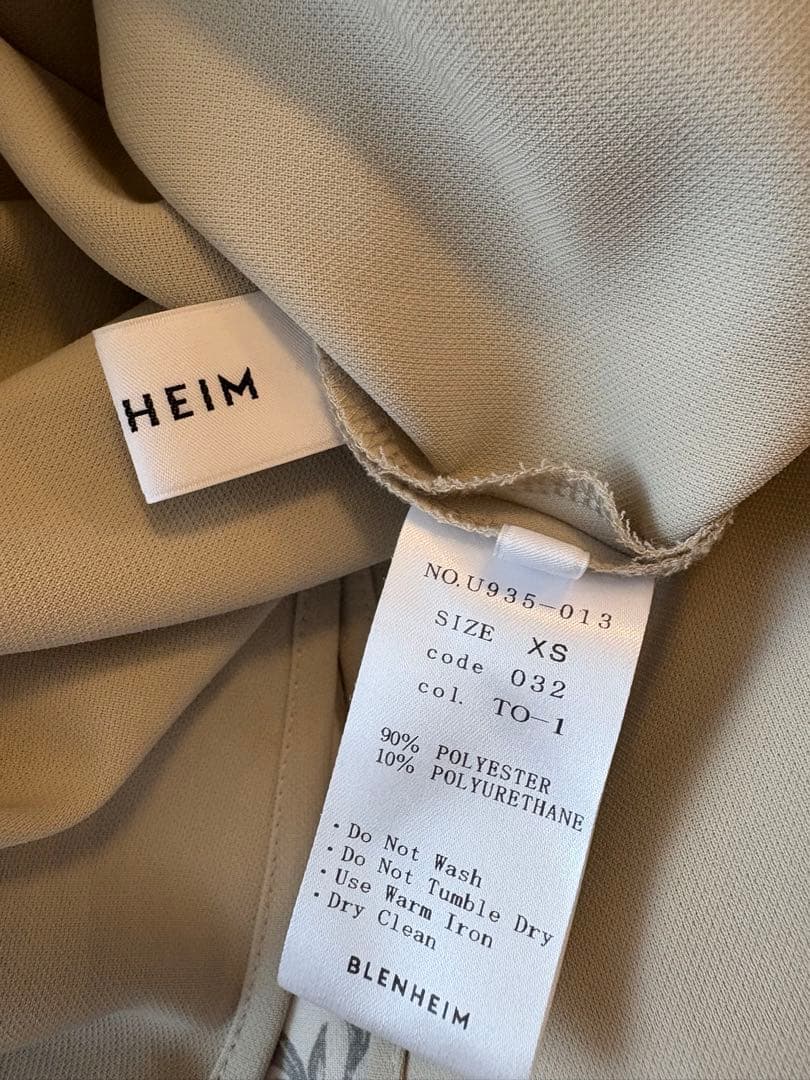 HEIM
NO.U935-013
SIZE XS
code 032
col. TO-1
90% POLYESTER
10% POLYURETHANE
・Do Not Wash
・Do Not Tumble Dry
・Use Warm Iron
・Dry Clean
BLENHEIM